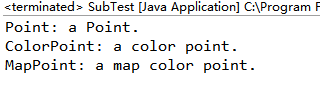 <terminated> SubTest [Java Application] C:\Program F
Point: a Point.
ColorPoint: a color point.
MapPoint: a map color point.